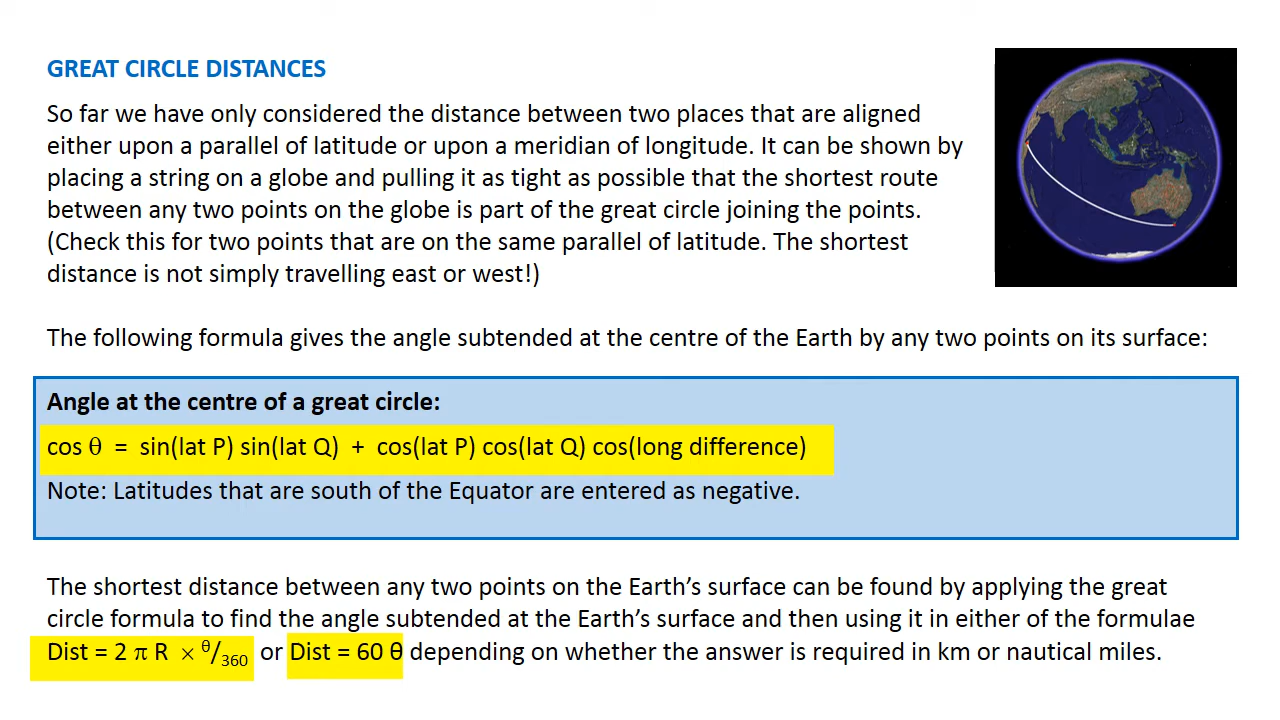 GREAT CIRCLE DISTANCES
So far we have only considered the distance between two places that are aligned
either upon a parallel of latitude or upon a meridian of longitude. It can be shown by
placing a string on a globe and pulling it as tight as possible that the shortest route
between any two points on the globe is part of the great circle joining the points.
(Check this for two points that are on the same parallel of latitude. The shortest
distance is not simply travelling east or west!)
The following formula gives the angle subtended at the centre of the Earth by any two points on its surface:
Angle at the centre of a great circle:
cos θ = sin(lat P) sin(lat Q) + cos(lat P) cos(lat Q) cos(long difference)
Note: Latitudes that are south of the Equator are entered as negative.
The shortest distance between any two points on the Earth’s surface can be found by applying the great
circle formula to find the angle subtended at the Earth’s surface and then using it in either of the formulae
Dist = 2 π R × θ/360 or Dist = 60 θ depending on whether the answer is required in km or nautical miles.